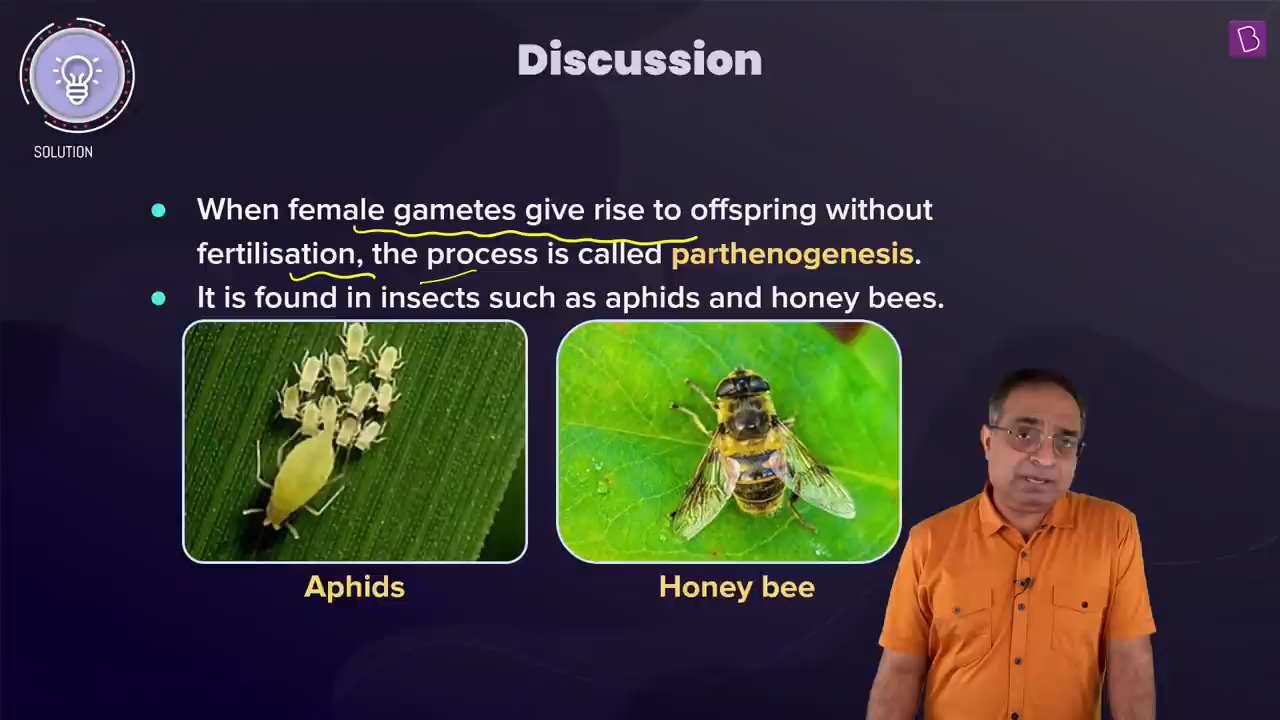 Discussion
SOLUTION
When female gametes give rise to offspring without
fertilisation, the process is called parthenogenesis.
It is found in insects such as aphids and honey bees.
Aphids
Honey bee
B